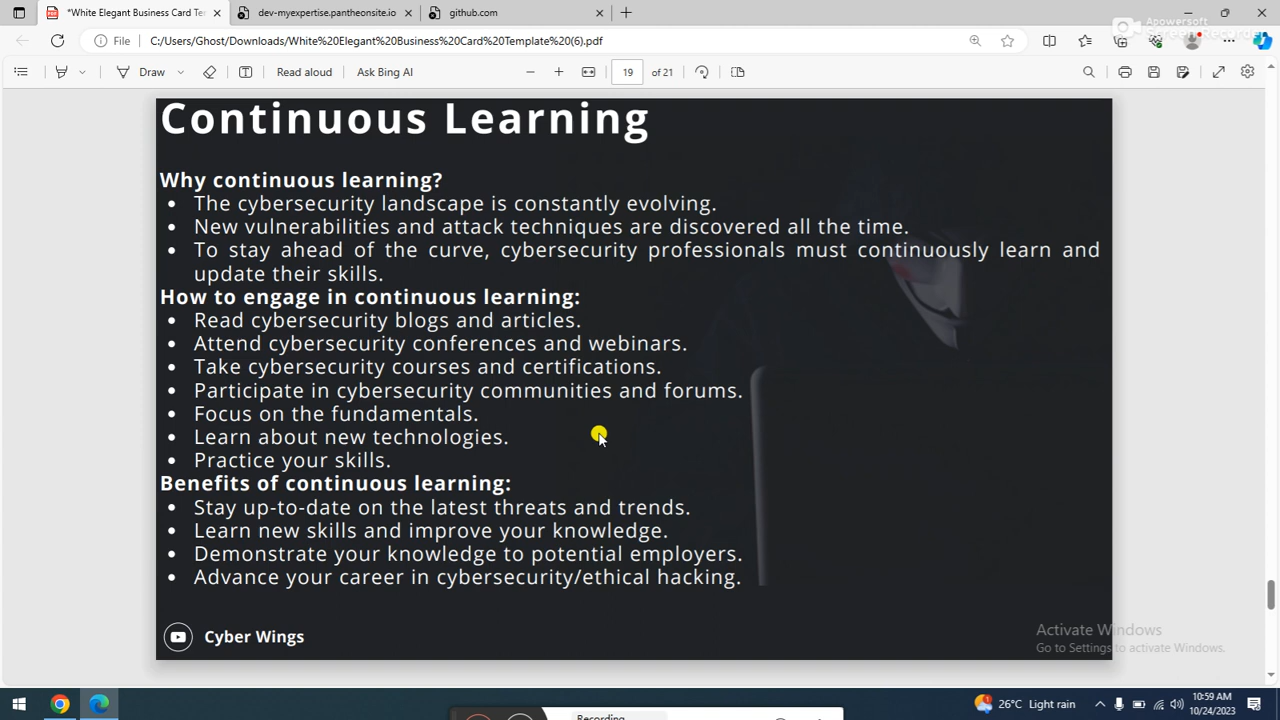 *White Elegant Business Card Te
dev-myexpertise.pantheonsite.io
github.com
Apowersoft
Screen Recorder
File
C:/Users/Ghost/Downloads/White%20Elegant%20Business%20Card%20Template%20(6).pdf
Draw
Read aloud
Ask Bing AI
19
of 21
Continuous Learning
Why continuous learning?
• The cybersecurity landscape is constantly evolving.
• New vulnerabilities and attack techniques are discovered all the time.
• To stay ahead of the curve, cybersecurity professionals must continuously learn and
update their skills.
How to engage in continuous learning:
• Read cybersecurity blogs and articles.
• Attend cybersecurity conferences and webinars.
• Take cybersecurity courses and certifications.
• Participate in cybersecurity communities and forums.
• Focus on the fundamentals.
• Learn about new technologies.
• Practice your skills.
Benefits of continuous learning:
• Stay up-to-date on the latest threats and trends.
• Learn new skills and improve your knowledge.
• Demonstrate your knowledge to potential employers.
• Advance your career in cybersecurity/ethical hacking.
Cyber Wings
Activate Windows
Go to Settings to activate Windows.
26°C Light rain
10:59 AM
10/24/2023
Recording